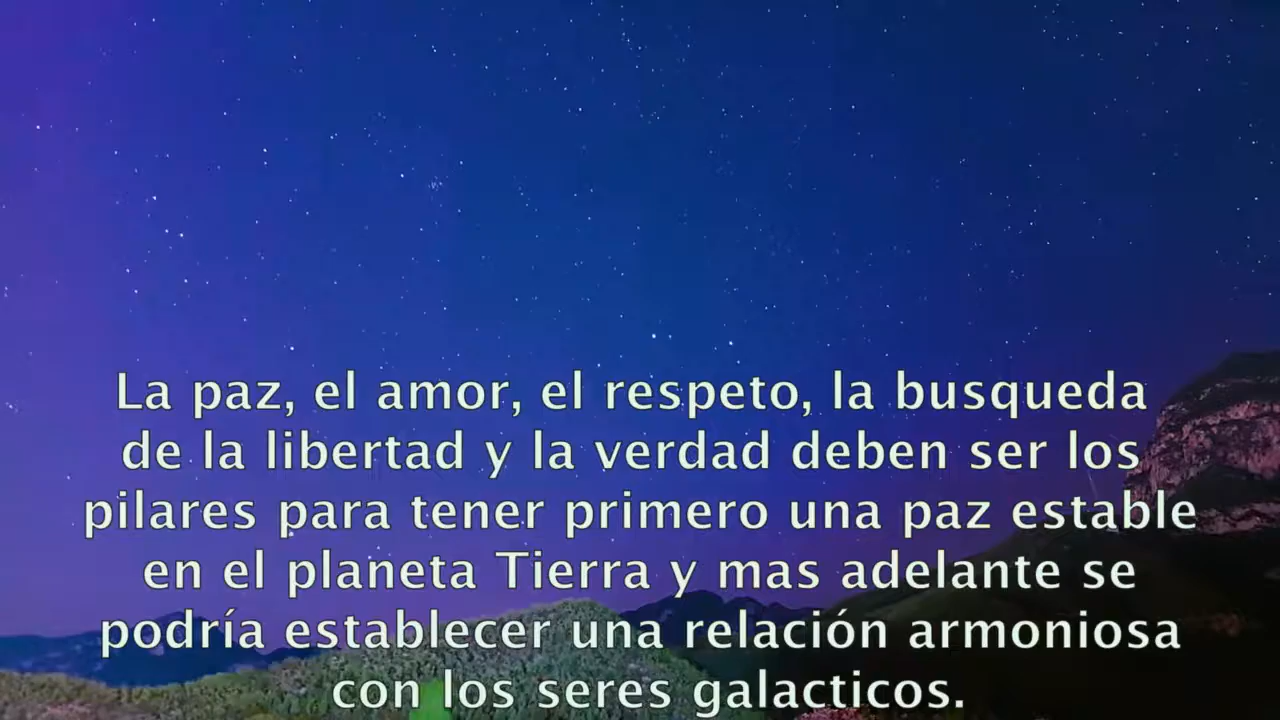 La paz, el amor, el respeto, la busqueda
de la libertad y la verdad deben ser los
pilares para tener primero una paz estable
en el planeta Tierra y mas adelante se
podría establecer una relación armoniosa
con los seres galacticos.